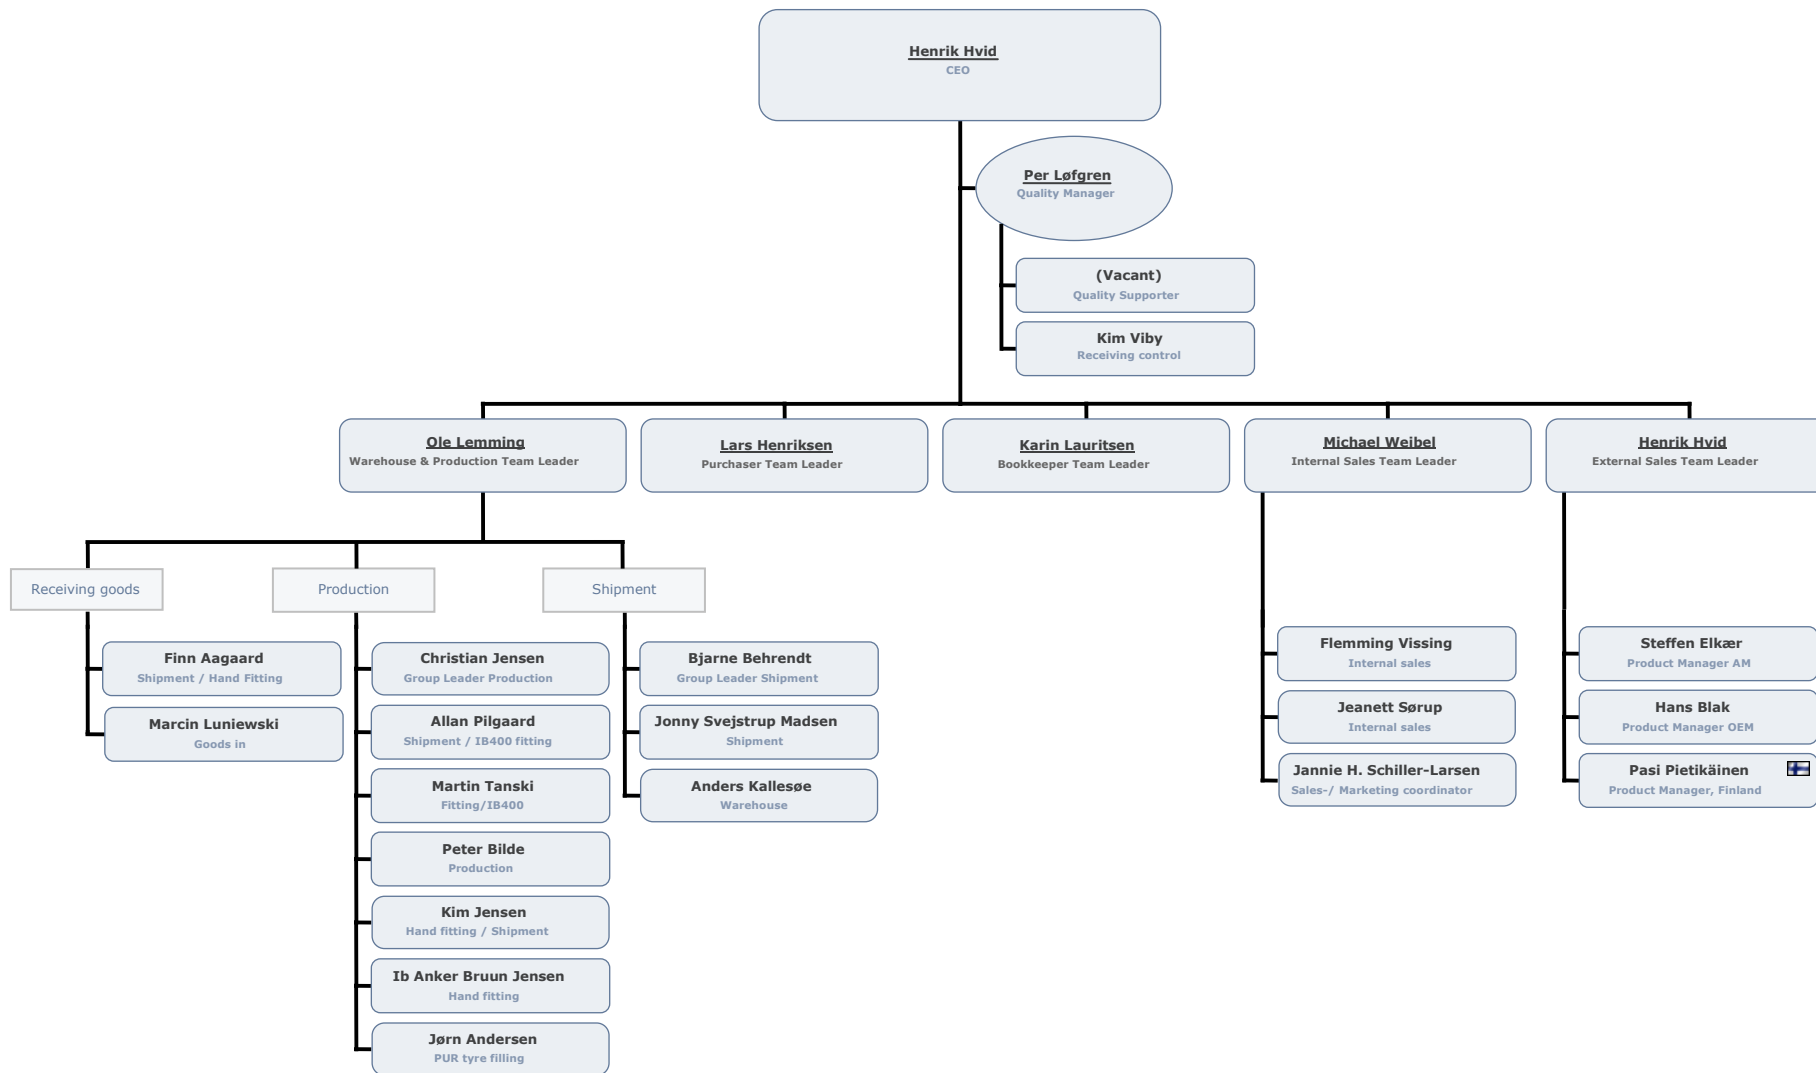 Henrik Hvid
CEO
Per Løfgren
Quality Manager
(Vacant)
Quality Supporter
Kim Viby
Receiving control
Ole Lemming
Warehouse & Production Team Leader
Lars Henriksen
Purchaser Team Leader
Karin Lauritsen
Bookkeeper Team Leader
Michael Weibel
Internal Sales Team Leader
Henrik Hvid
External Sales Team Leader
Receiving goods
Finn Aagaard
Shipment / Hand Fitting
Marcin Luniewski
Goods in
Production
Christian Jensen
Group Leader Production
Allan Pilgaard
Shipment / IB400 fitting
Martin Tanski
Fitting/IB400
Peter Bilde
Production
Kim Jensen
Hand fitting / Shipment
Ib Anker Bruun Jensen
Hand fitting
Jørn Andersen
PUR tyre filling
Shipment
Bjarne Behrendt
Group Leader Shipment
Jonny Svejstrup Madsen
Shipment
Anders Kallesøe
Warehouse
Flemming Vissing
Internal sales
Jeanett Sørup
Internal sales
Jannie H. Schiller-Larsen
Sales-/ Marketing coordinator
Steffen Elkær
Product Manager AM
Hans Blak
Product Manager OEM
Pasi Pietikäinen
Product Manager, Finland